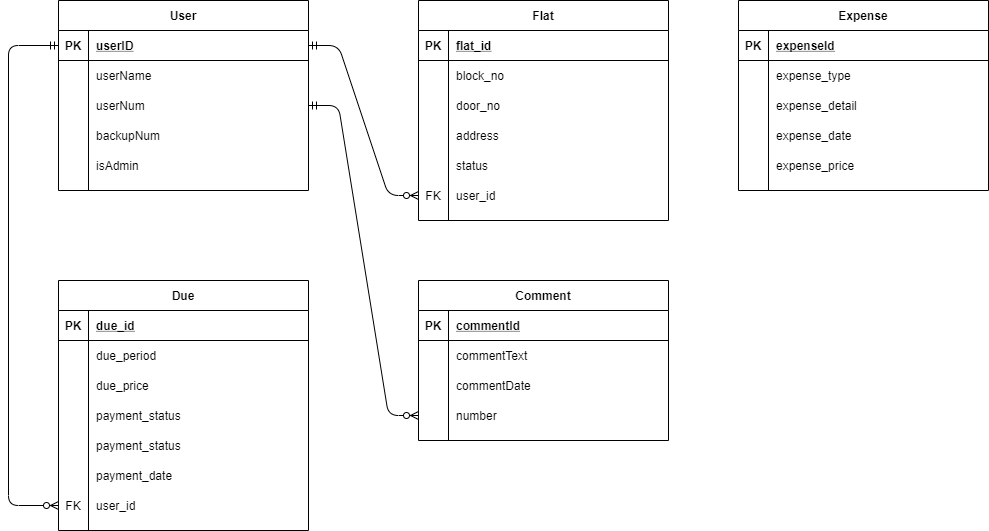 User
PK userID
userName
userNum
backupNum
isAdmin
Flat
PK flat_id
block_no
door_no
address
status
FK user_id
Expense
PK expenseId
expense_type
expense_detail
expense_date
expense_price
Due
PK due_id
due_period
due_price
payment_status
payment_status
payment_date
FK user_id
Comment
PK commentId
commentText
commentDate
number